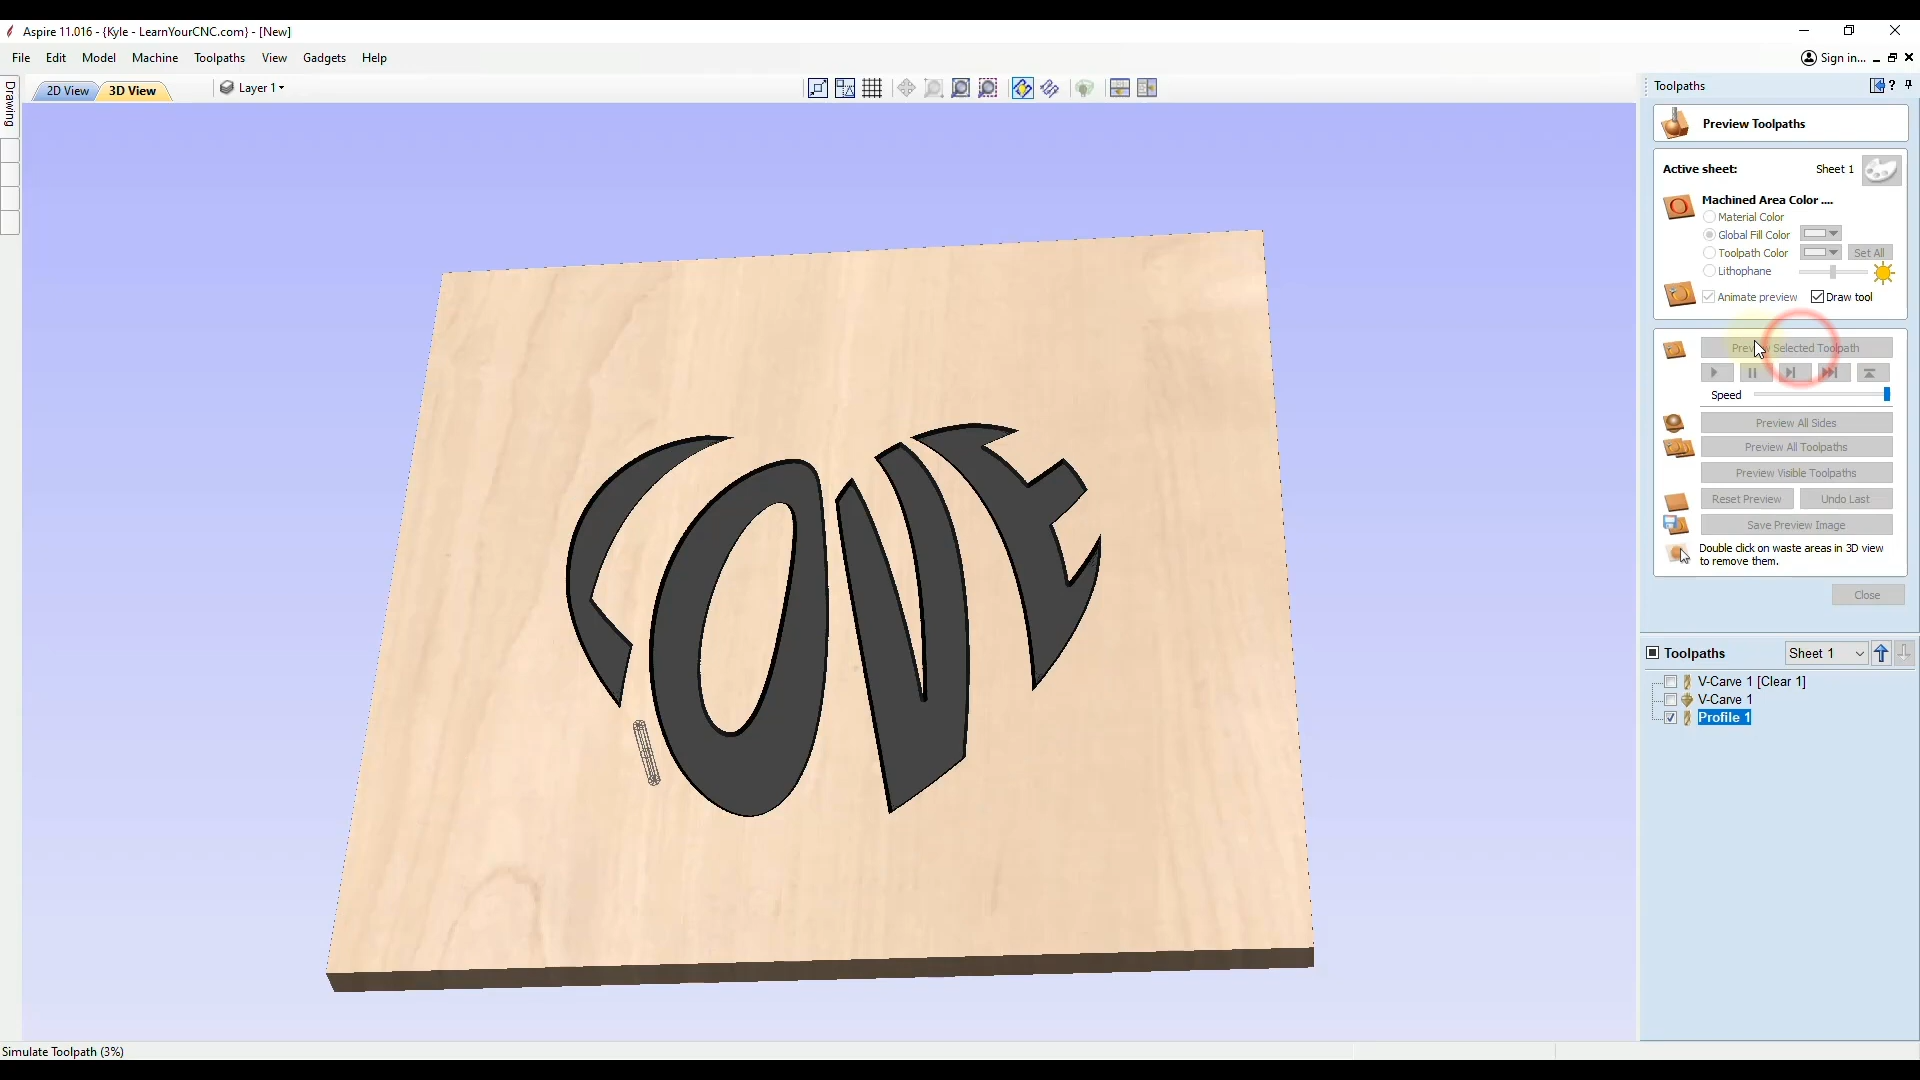 Aspire 11.016 - {Kyle - LearnYourCNC.com} - [New]
File Edit Model Machine Toolpaths View Gadgets Help
Sign in...
Drawing
2D View
3D View
Layer 1
Toolpaths
Preview Toolpaths
Active sheet: Sheet 1
Machined Area Color ....
Material Color
Global Fill Color
Toolpath Color Set All
Lithophane
Animate preview Draw tool
Preview Selected Toolpath
Speed
Preview All Sides
Preview All Toolpaths
Preview Visible Toolpaths
Reset Preview Undo Last
Save Preview Image
Double click on waste areas in 3D view
to remove them.
Close
Toolpaths Sheet 1
V-Carve 1 [Clear 1]
V-Carve 1
Profile 1
LOVE
Simulate Toolpath (3%)